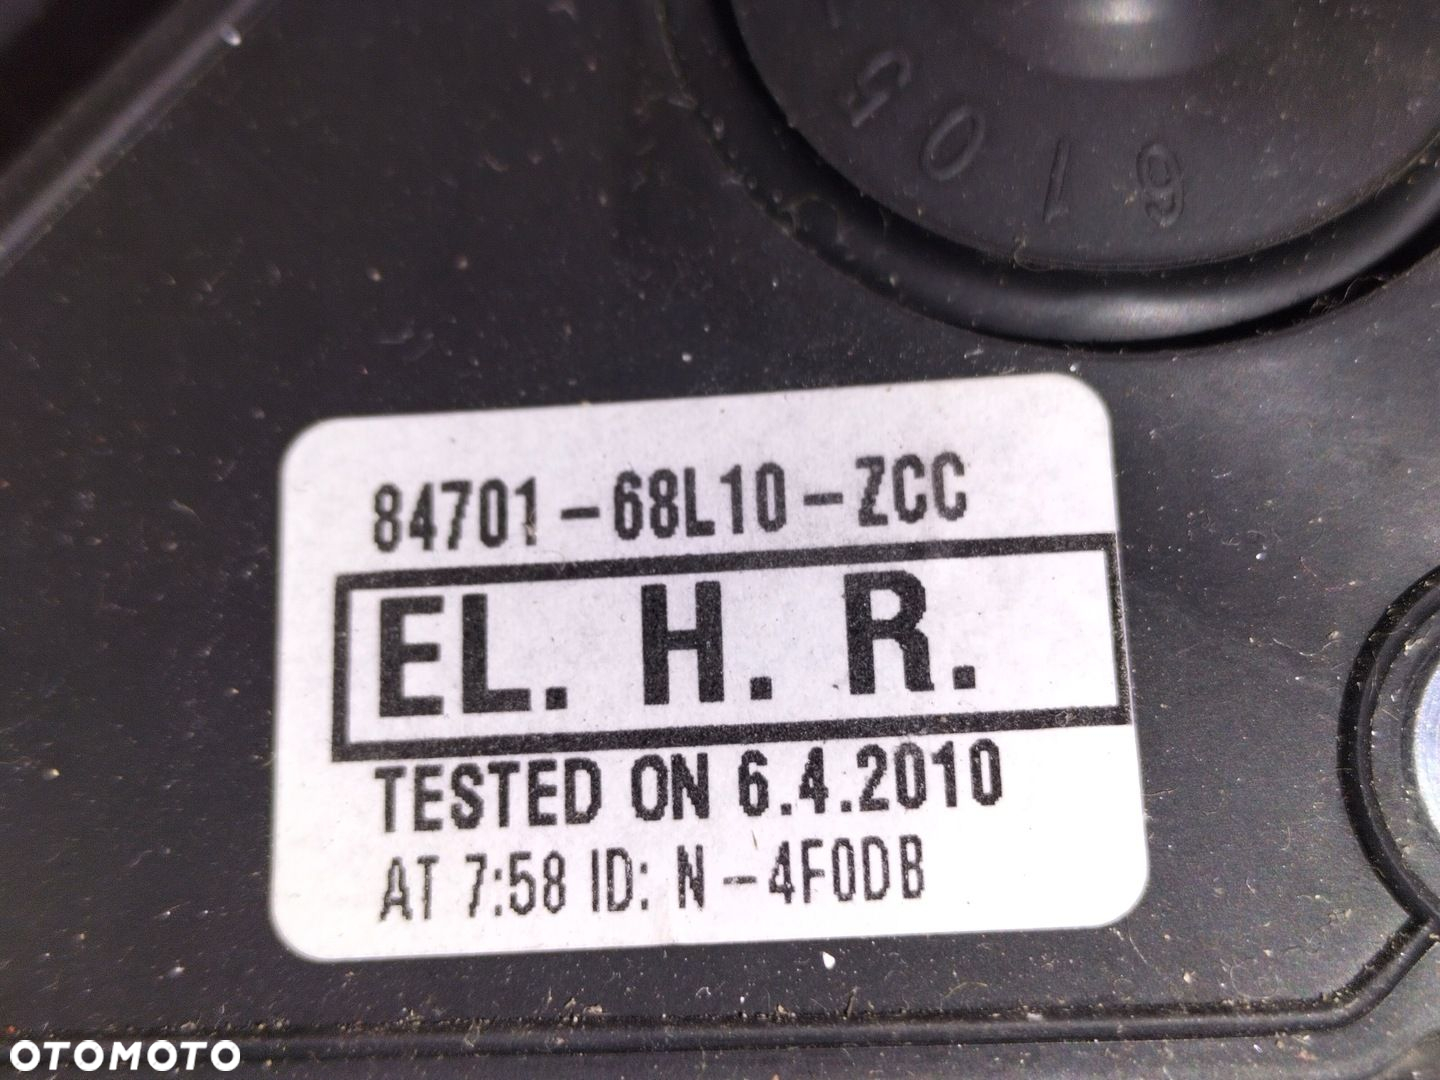 6105
84701-68L10-ZCC
EL. H. R.
TESTED ON 6.4.2010
AT 7:58 ID: N-4F0DB
OTOMOTO